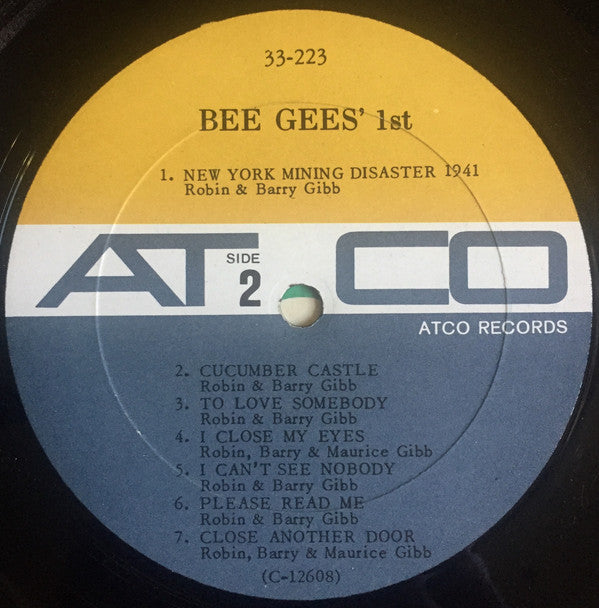 33-223
BEE GEES' 1st
1. NEW YORK MINING DISASTER 1941
Robin & Barry Gibb
ATCO
SIDE
2
ATCO RECORDS
2. CUCUMBER CASTLE
Robin & Barry Gibb
3. TO LOVE SOMEBODY
Robin & Barry Gibb
4. I CLOSE MY EYES
Robin, Barry & Maurice Gibb
5. I CAN'T SEE NOBODY
Robin & Barry Gibb
6. PLEASE READ ME
Robin & Barry Gibb
7. CLOSE ANOTHER DOOR
Robin, Barry & Maurice Gibb
(C-12608)